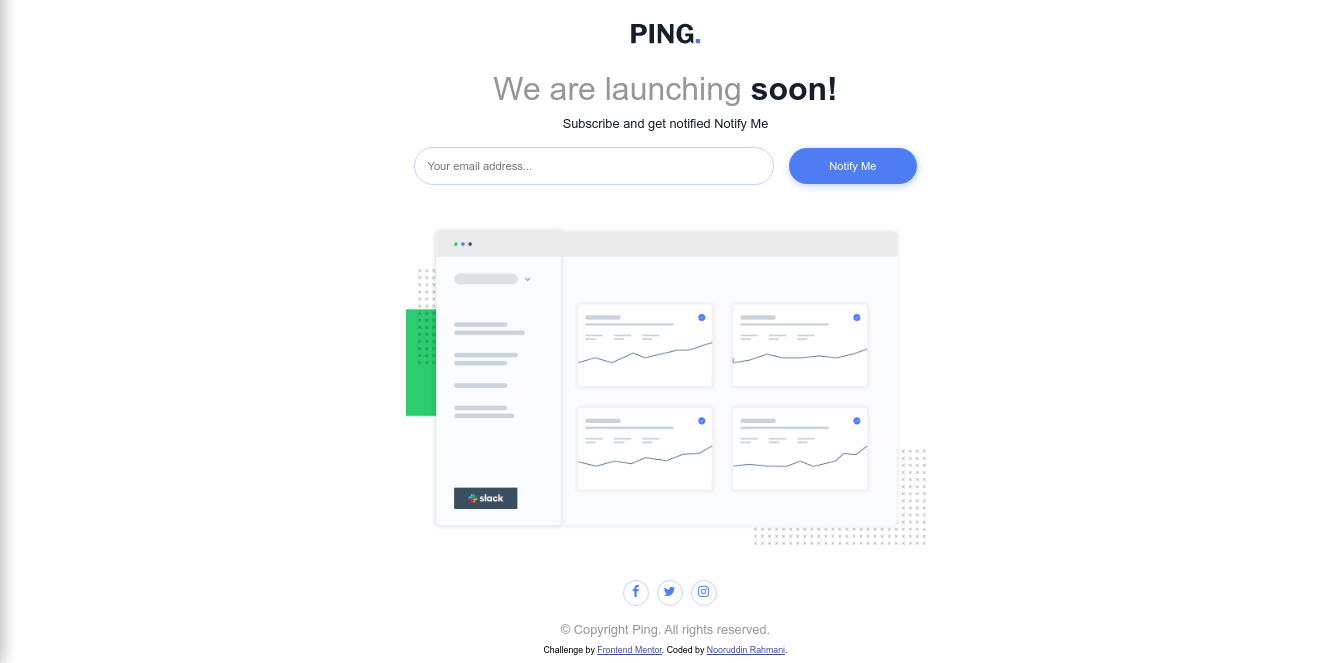 PING.
We are launching soon!
Subscribe and get notified Notify Me
Your email address... Notify Me
slack
© Copyright Ping. All rights reserved.
Challenge by Frontend Mentor. Coded by Nooruddin Rahmani.